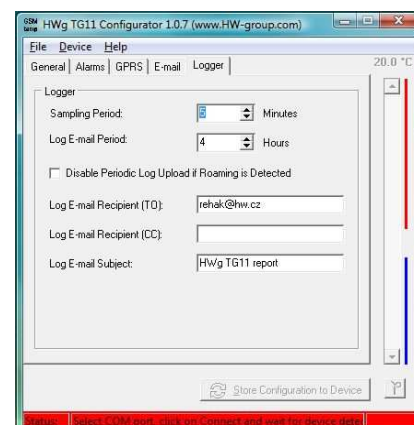 GSM temp HWg TG11 Configurator 1.0.7 (www.HW-group.com)
File Device Help
General Alarms GPRS E-mail Logger 20.0 °C
Logger
Sampling Period: 5 Minutes
Log E-mail Period: 4 Hours
Disable Periodic Log Upload if Roaming is Detected
Log E-mail Recipient (TO): rehak@hw.cz
Log E-mail Recipient (CC):
Log E-mail Subject: HWg TG11 report
Store Configuration to Device
Status: Select COM port, click on Connect and wait for device dete